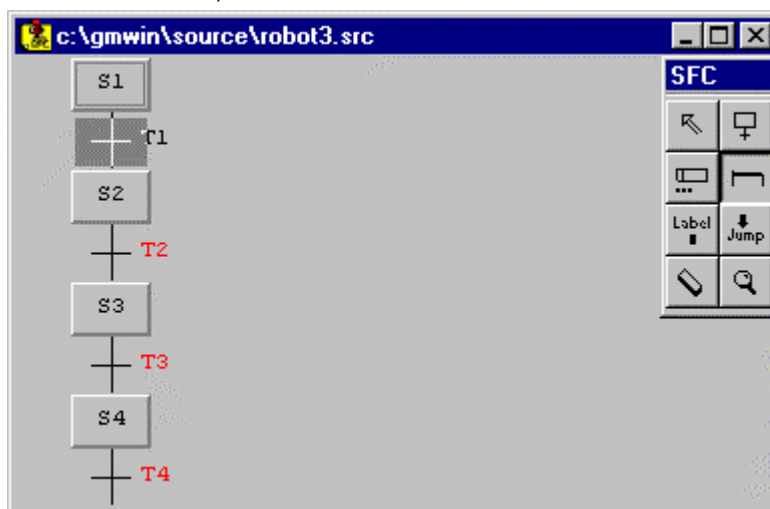 c:\gmwin\source\robot3.src
S1
SFC
T1
S2
Label
Jump
T2
S3
T3
S4
T4